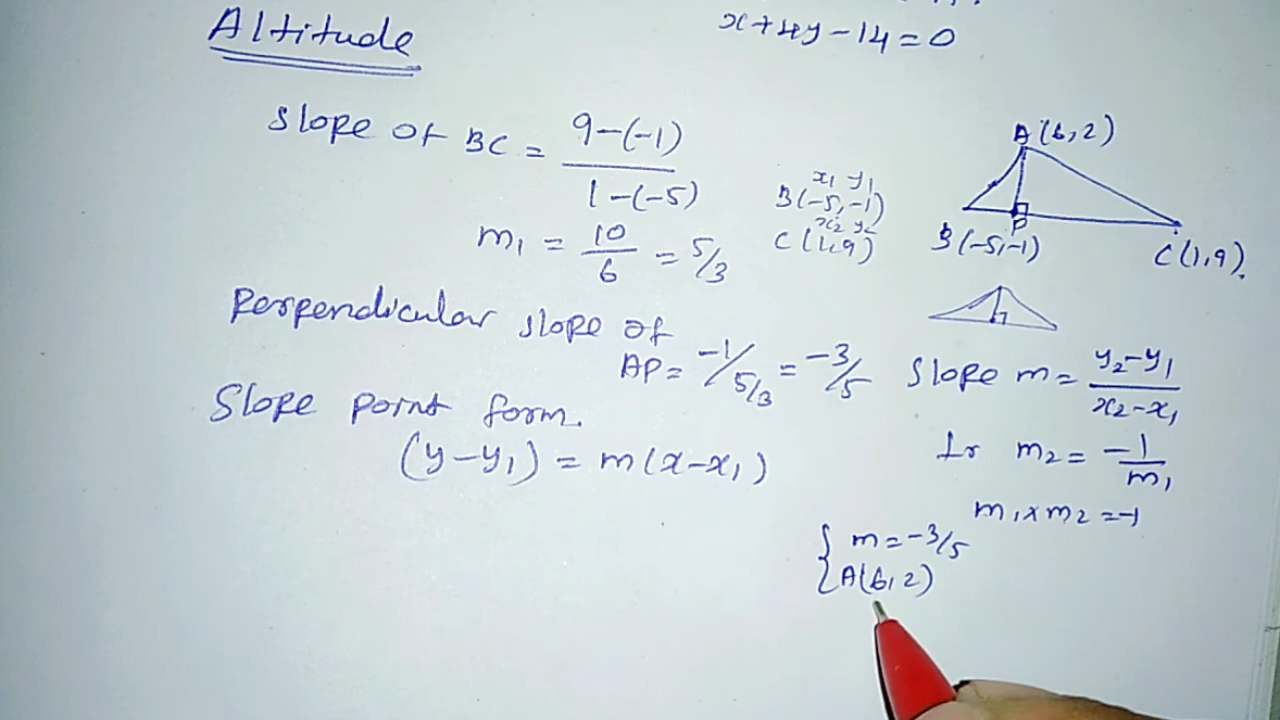 Altitude
x+4y-14=0
Slope of BC = 9-(-1) / 1-(-5)
m₁ = 10/6 = 5/3
x₁ y₁
B(-5,-1)
x₂ y₂
C(1,9)
A(6,2)
P
B(-5,-1)
C(1,9).
Perpendicular slope of
AP = -1/5/3 = -3/5
Slope m = y₂-y₁ / x₂-x₁
Slope point form.
(y-y₁) = m(x-x₁)
Lr m₂ = -1/m₁
m₁ x m₂ = -1
m = -3/5
A(6,2)